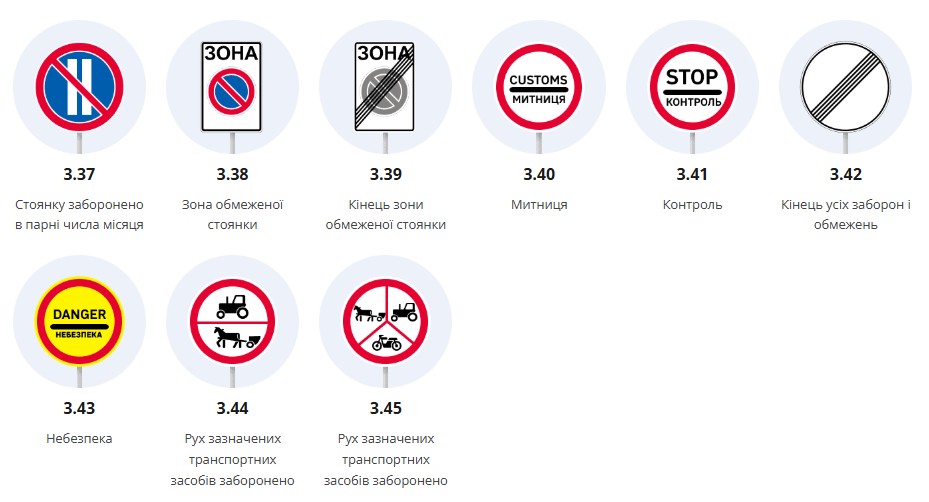 ЗОНА
ЗОНА
CUSTOMS
МИТНИЦЯ
STOP
КОНТРОЛЬ
3.37
3.38
3.39
3.40
3.41
3.42
Стоянку заборонено
в парні числа місяця
Зона обмеженої
стоянки
Кінець зони
обмеженої стоянки
Митниця
Контроль
Кінець усіх заборон і
обмежень
DANGER
НЕБЕЗПЕКА
3.43
3.44
3.45
Небезпека
Рух зазначених
транспортних
засобів заборонено
Рух зазначених
транспортних
засобів заборонено